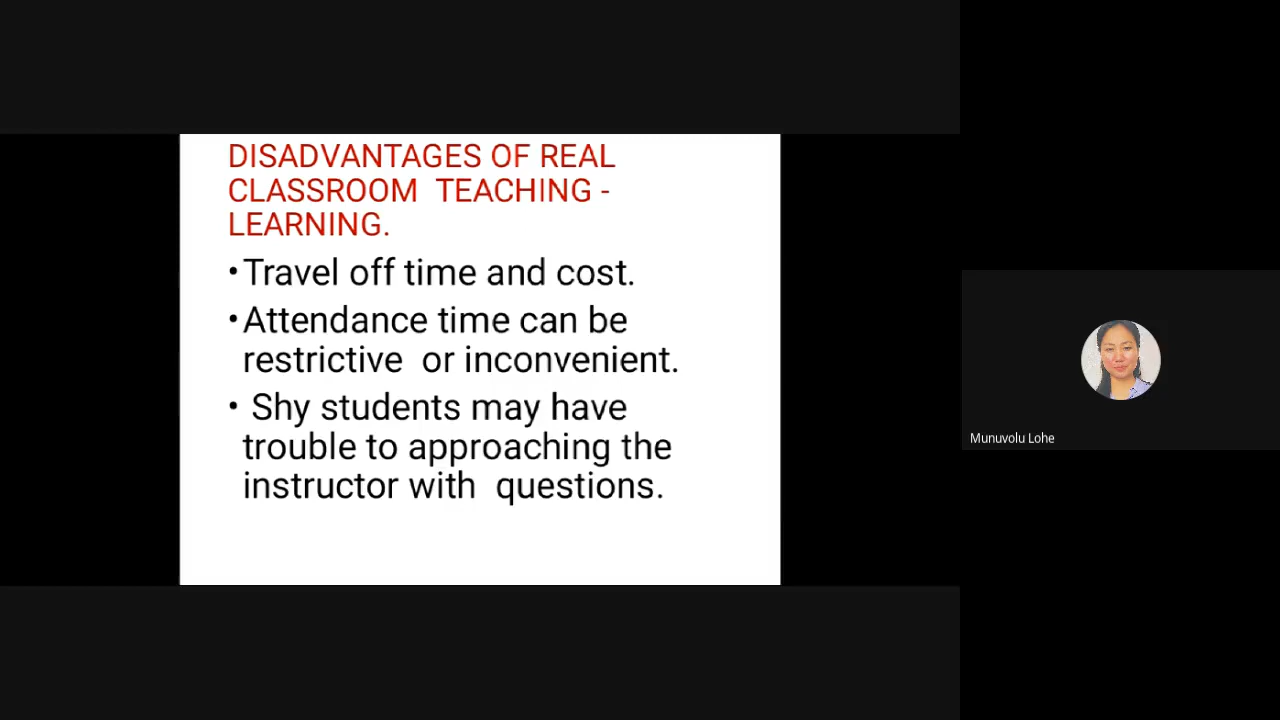 DISADVANTAGES OF REAL
CLASSROOM TEACHING -
LEARNING.
•Travel off time and cost.
•Attendance time can be
restrictive or inconvenient.
• Shy students may have
trouble to approaching the
instructor with questions.
Munuvolu Lohe